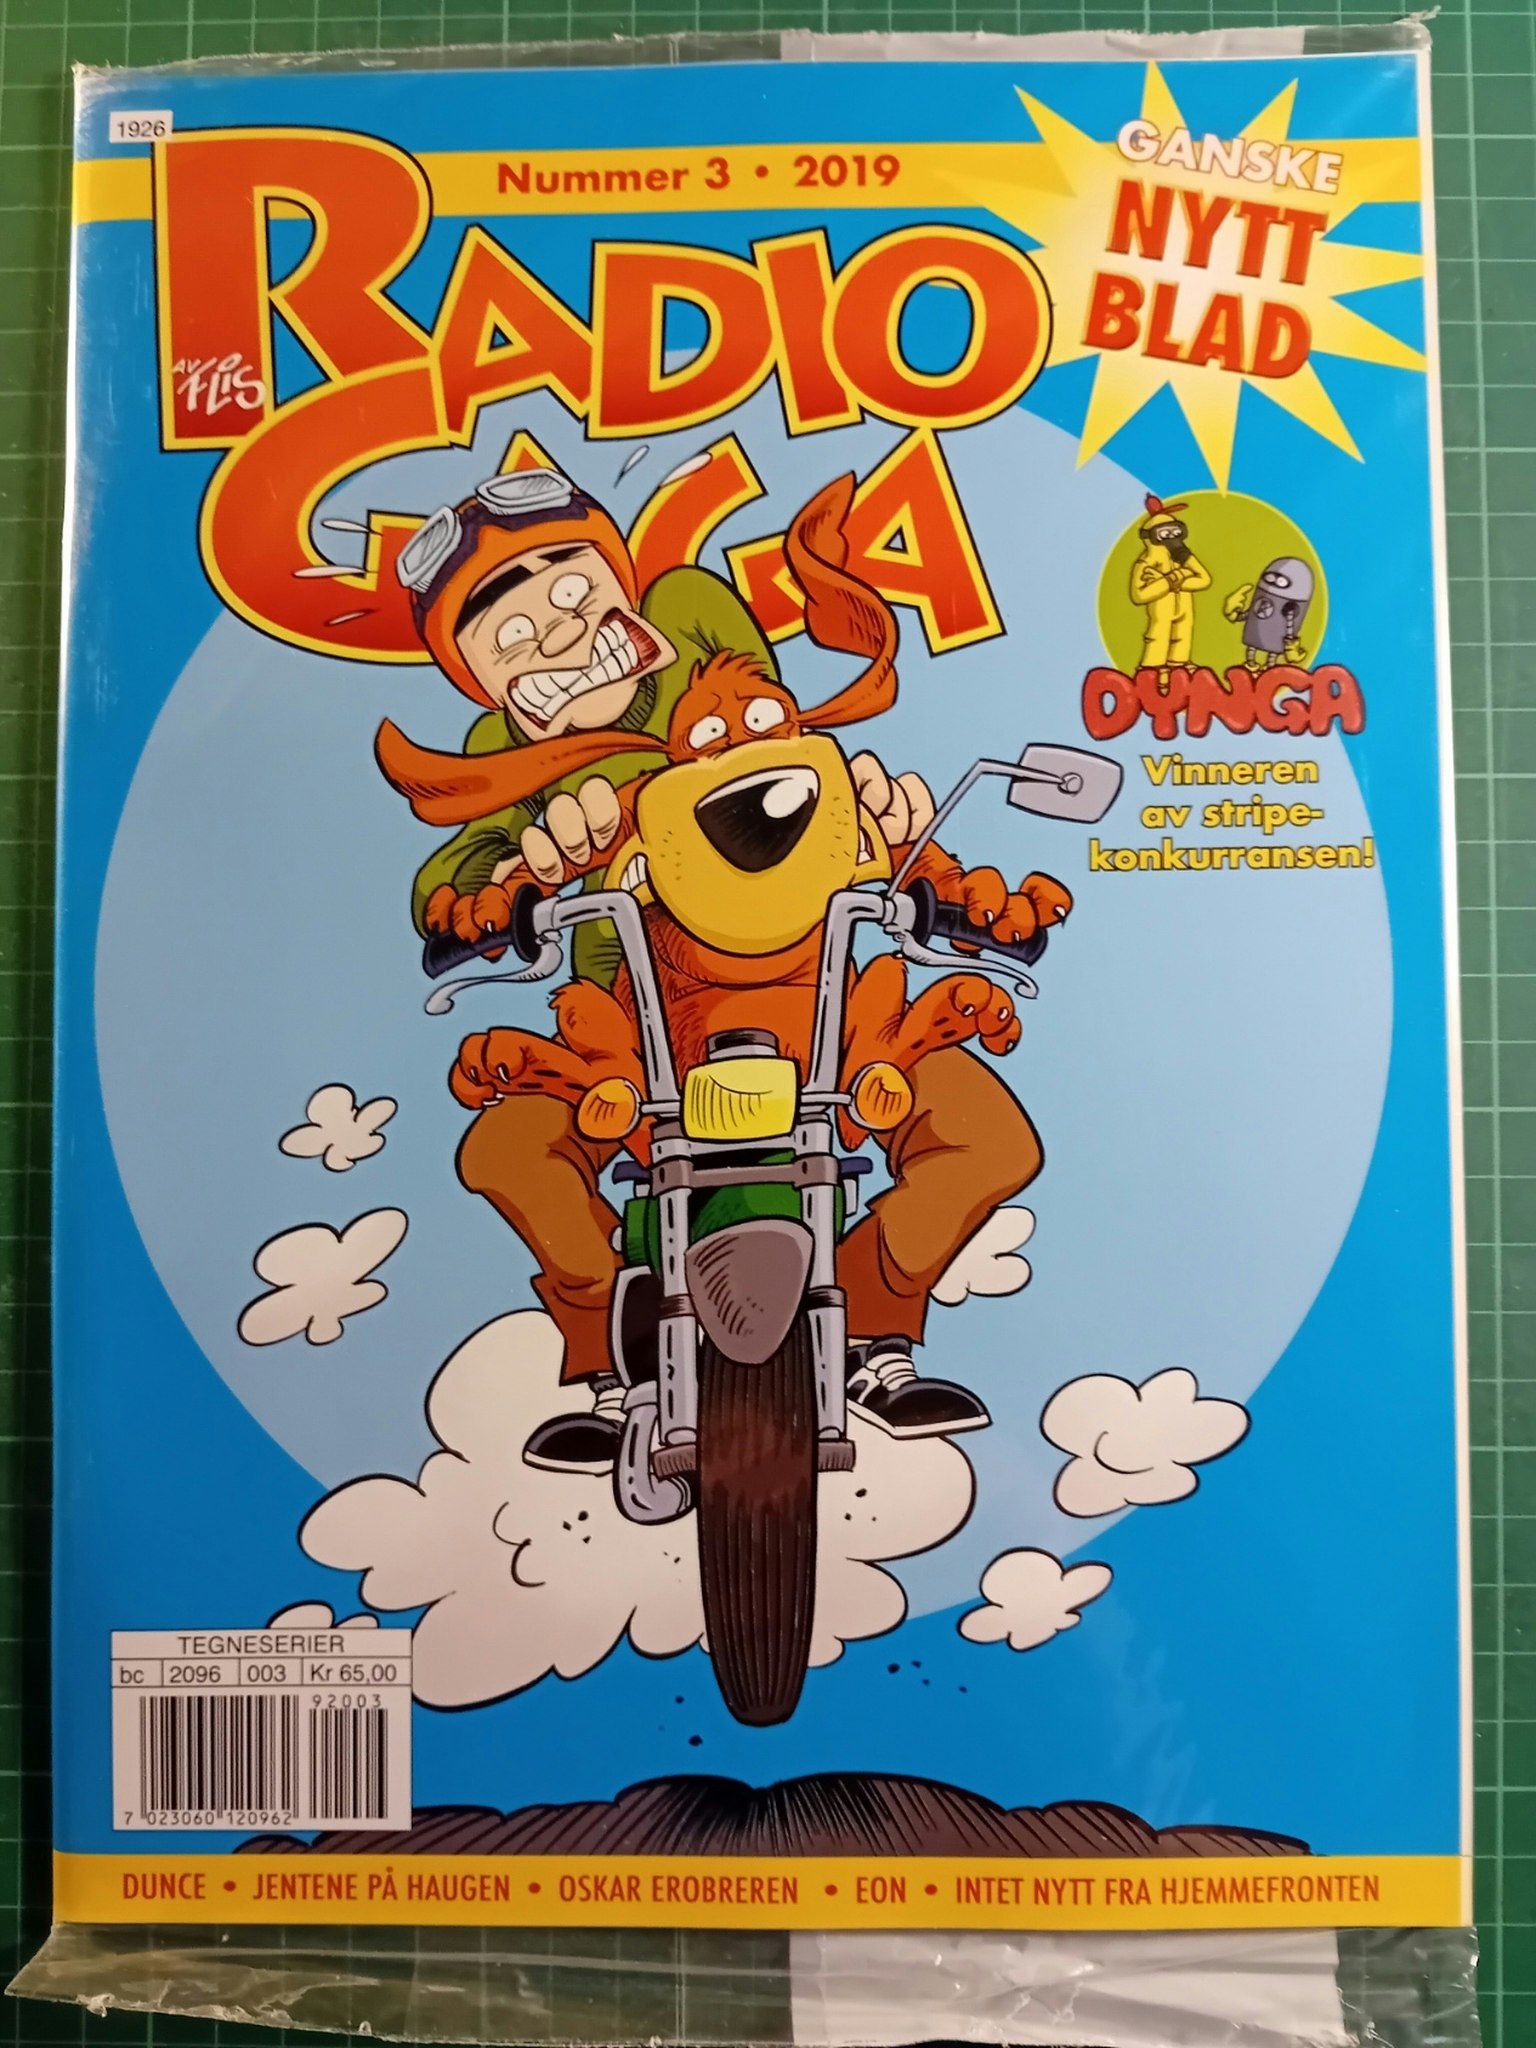 1926
Nummer 3 • 2019
GANSKE
NYTT
BLAD
RADIO
AV FLIS
GAGA
DYNGA
Vinneren
av stripe-
konkurransen!
TEGNESERIER
bc 2096 003 Kr 65,00
92003
7 023060 120962
DUNCE • JENTENE PÅ HAUGEN • OSKAR EROBREREN • EON • INTET NYTT FRA HJEMMEFRONTEN